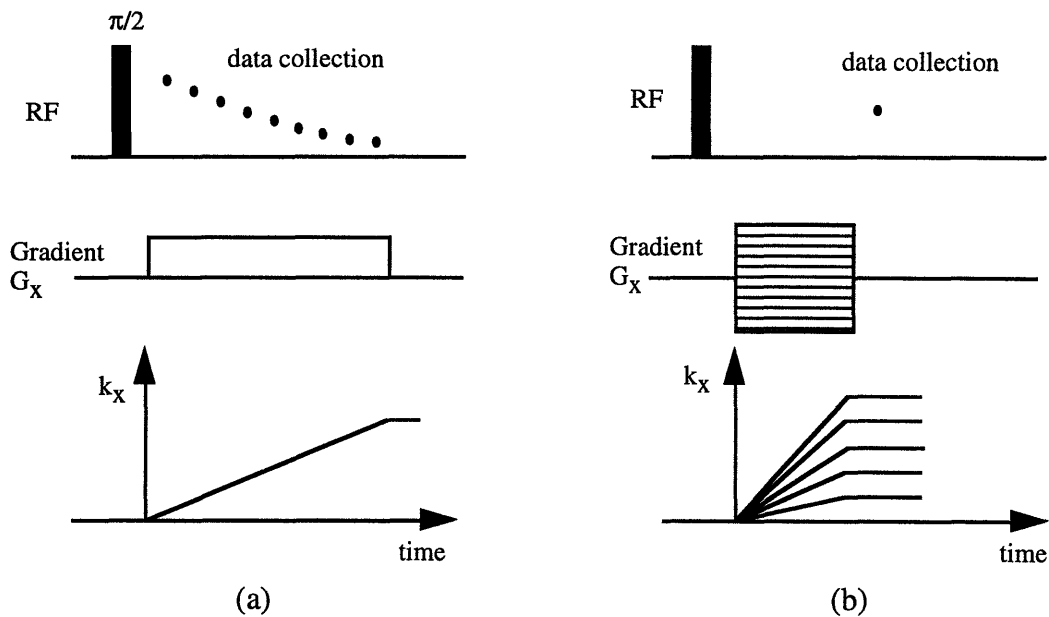 π/2
data collection
RF
Gradient
Gx
kx
time
(a)
data collection
RF
Gradient
Gx
kx
time
(b)